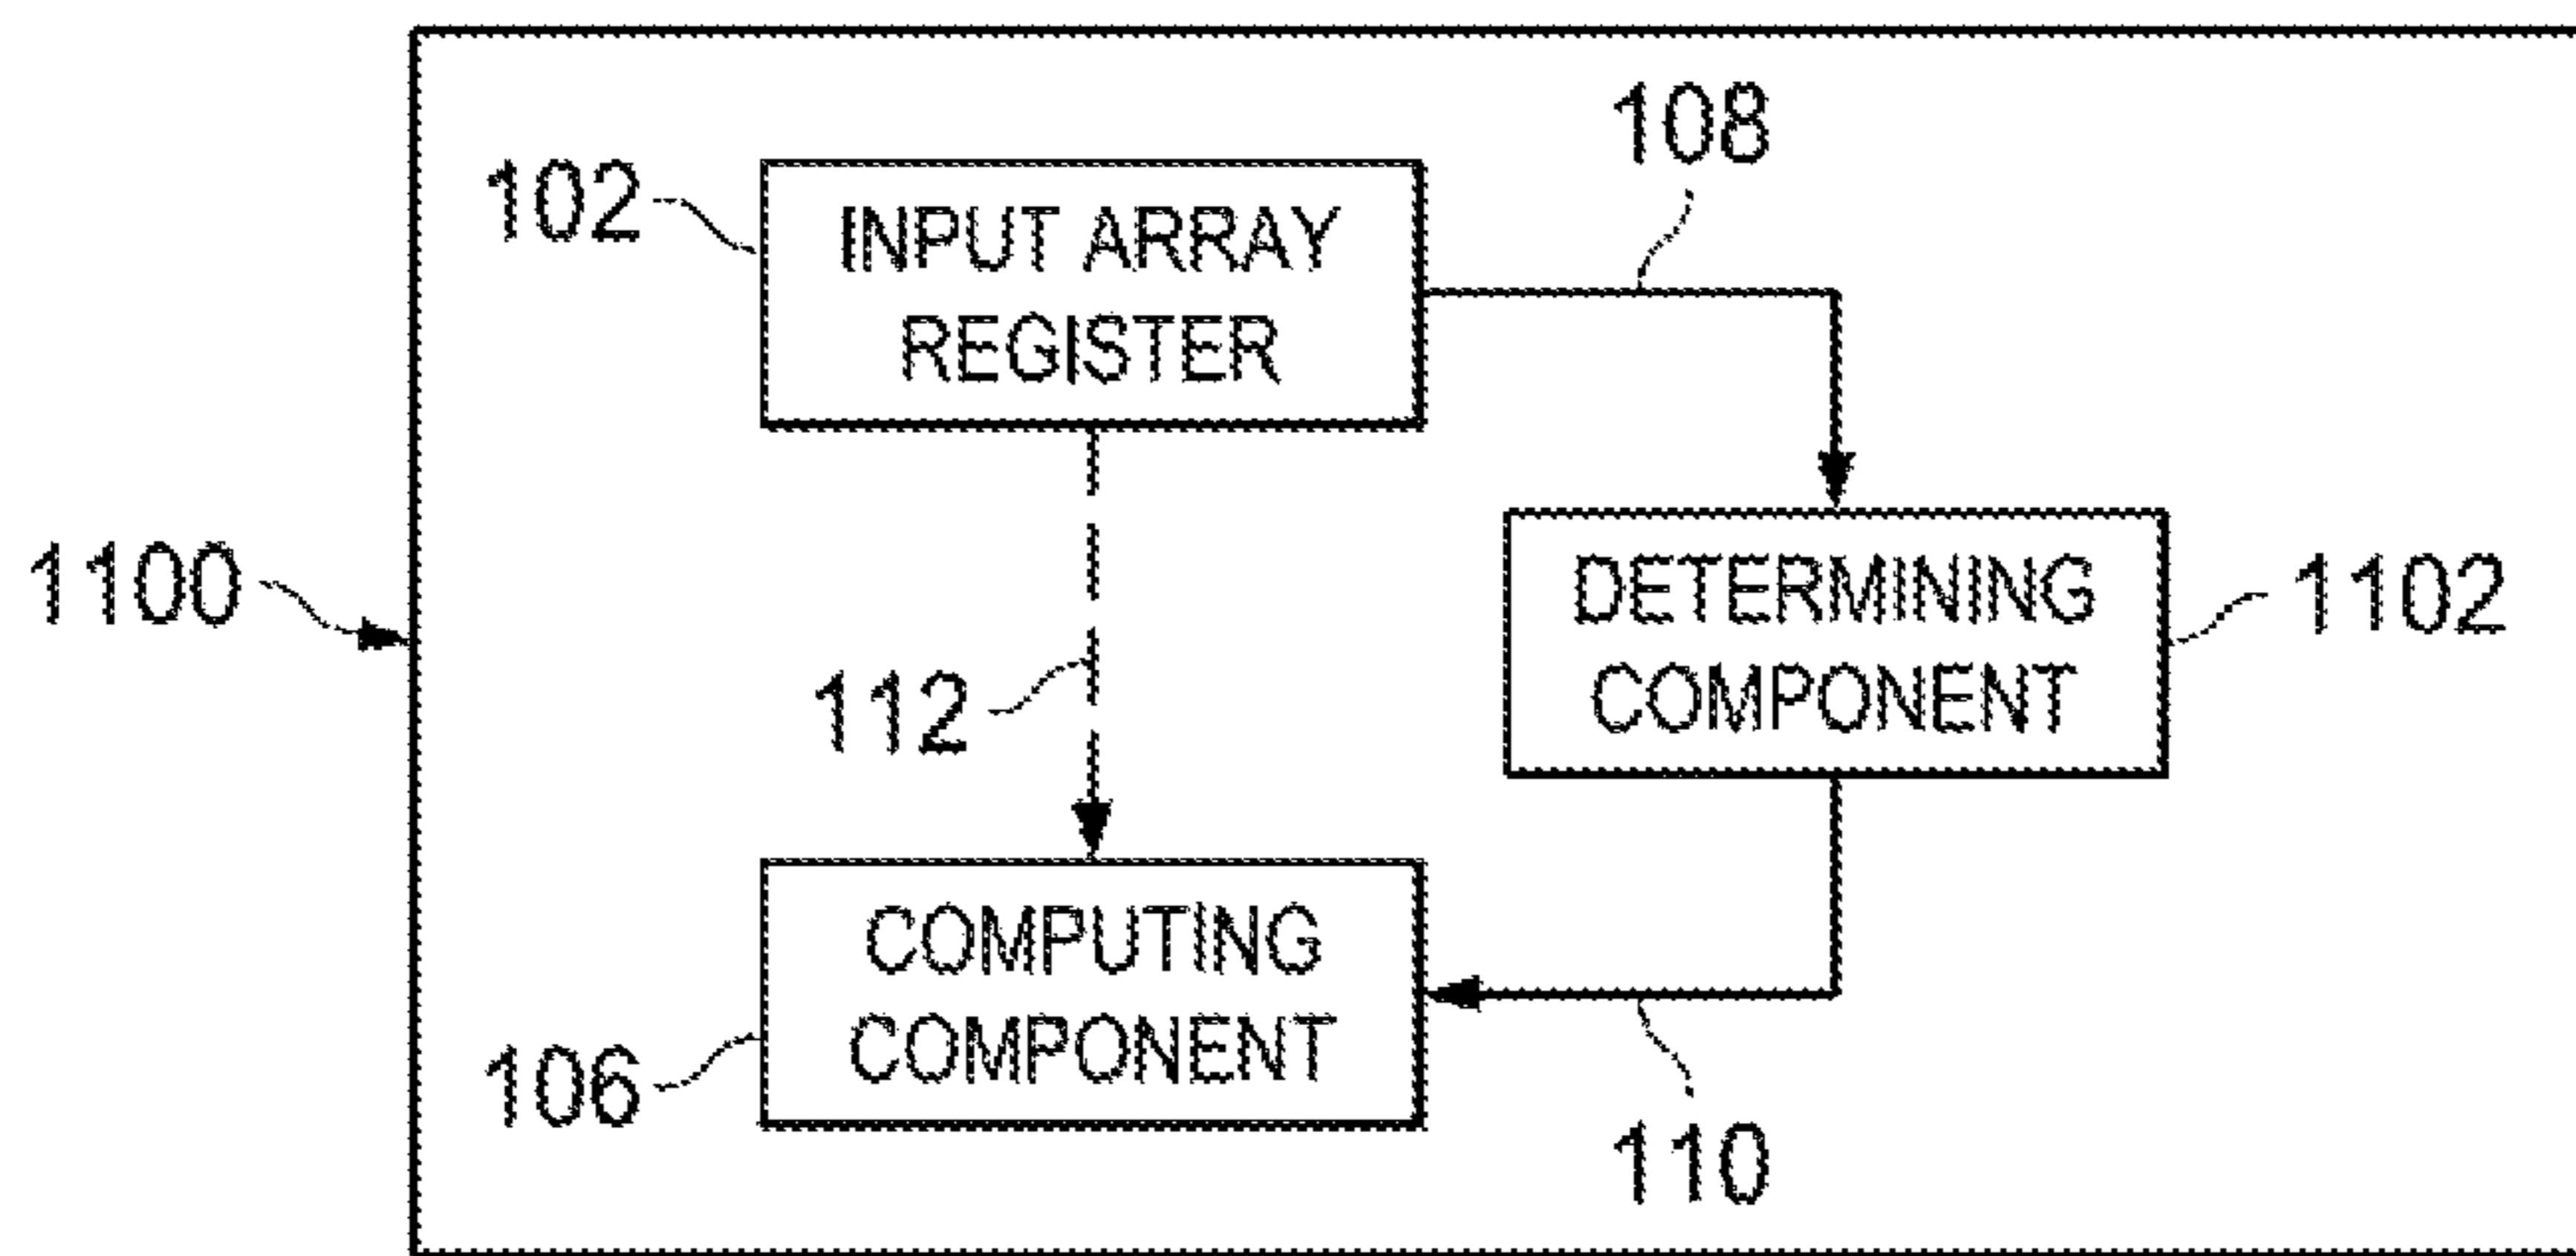 108
102
INPUT ARRAY
REGISTER
1100
DETERMINING
COMPONENT
1102
112
COMPUTING
COMPONENT
106
110